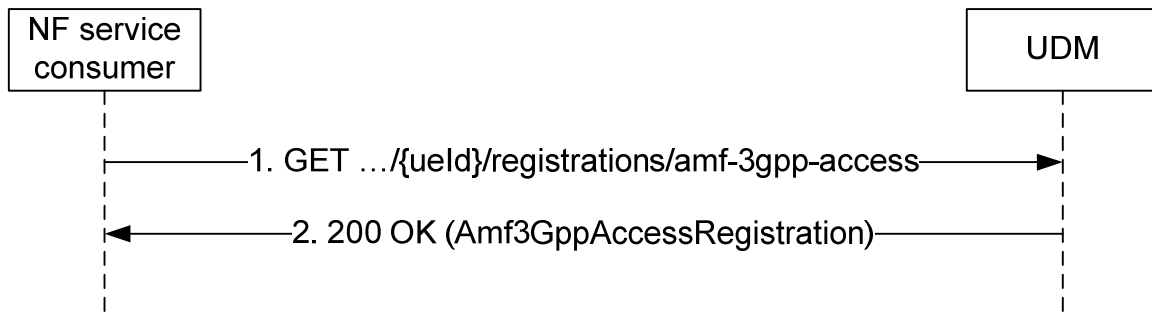 NF service
consumer
UDM
1. GET …/{ueId}/registrations/amf-3gpp-access
2. 200 OK (Amf3GppAccessRegistration)